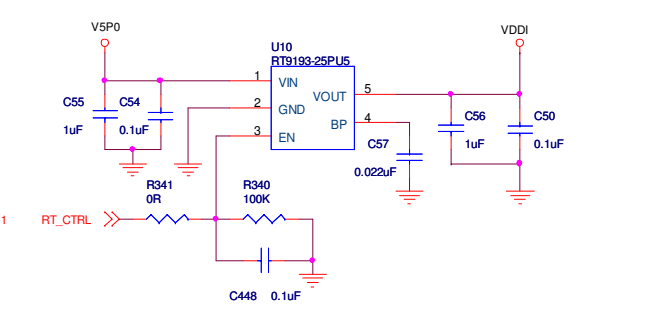 V5P0
VDDI
U10
RT9193-25PU5
1
VIN
2
GND
3
EN
VOUT
5
BP
4
C55
C54
1uF
0.1uF
C56
C50
1uF
0.1uF
C57
0.022uF
R341
0R
R340
100K
1
RT_CTRL
C448
0.1uF